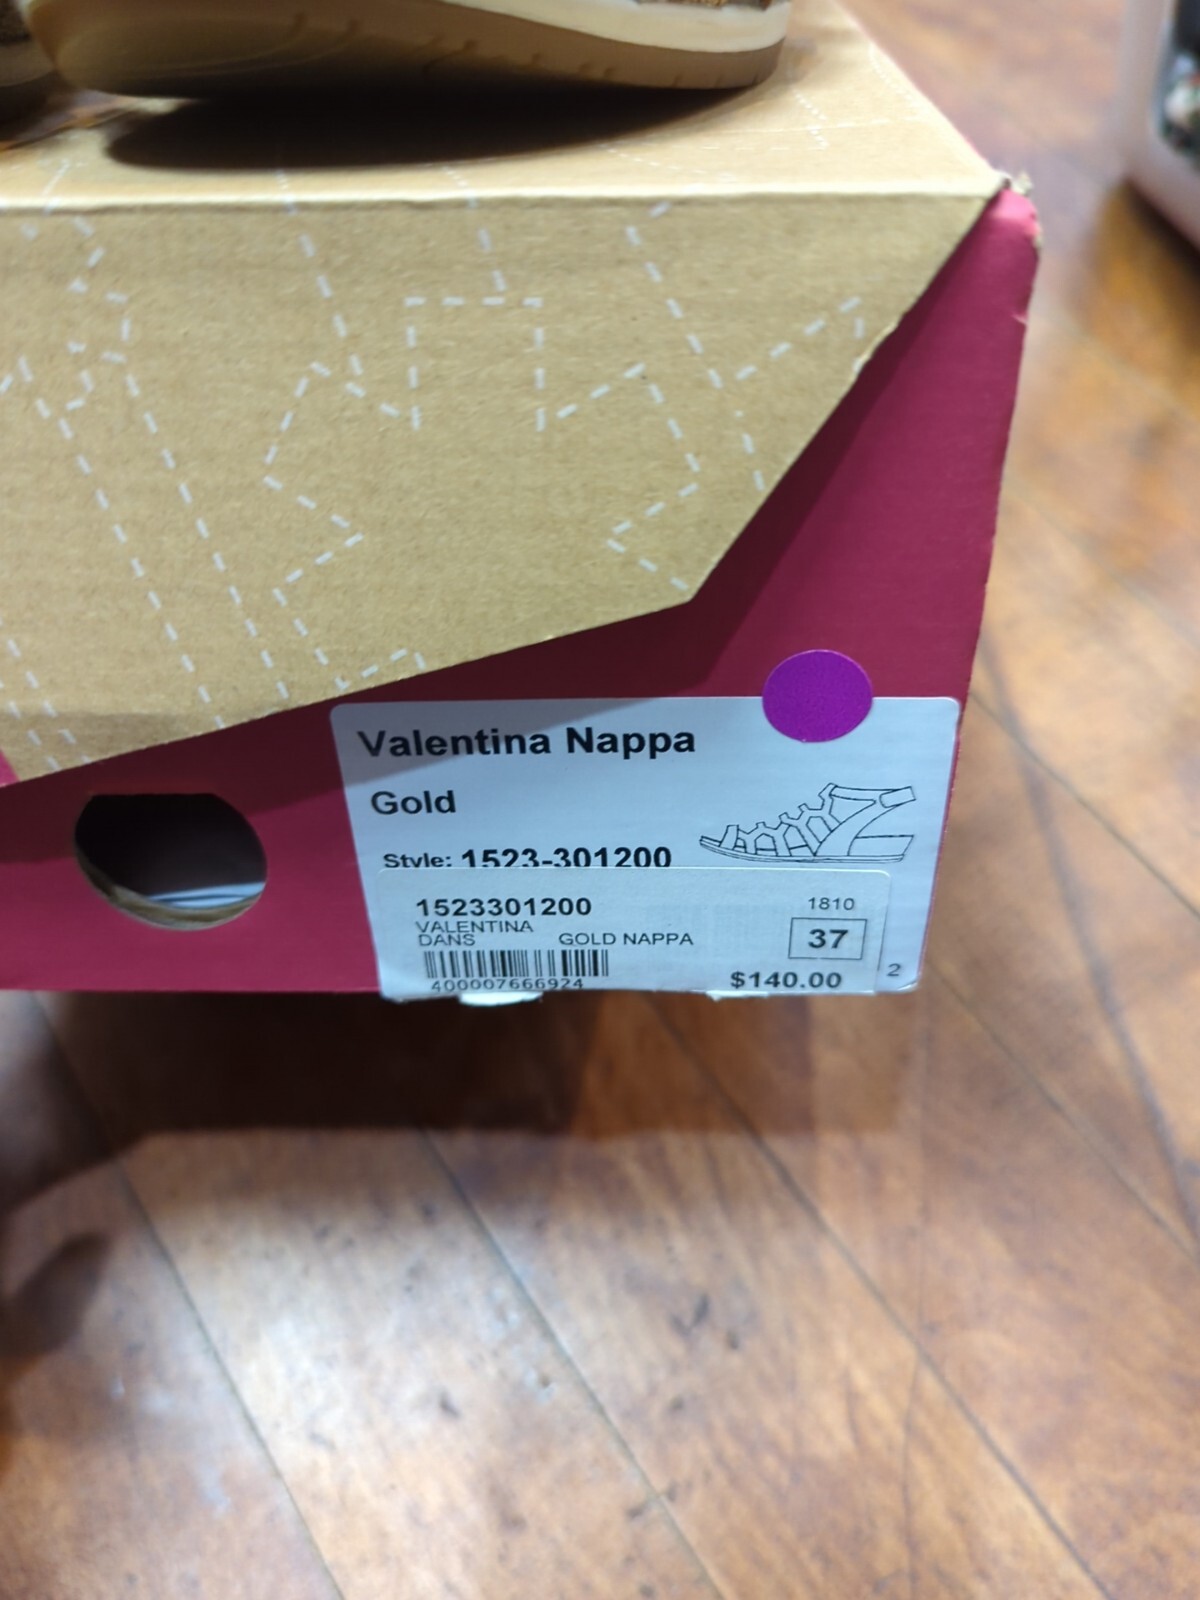 Valentina Nappa
Gold
Style: 1523-301200
1523301200
1810
VALENTINA
DANS GOLD NAPPA
37
400007666924
$140.00
2